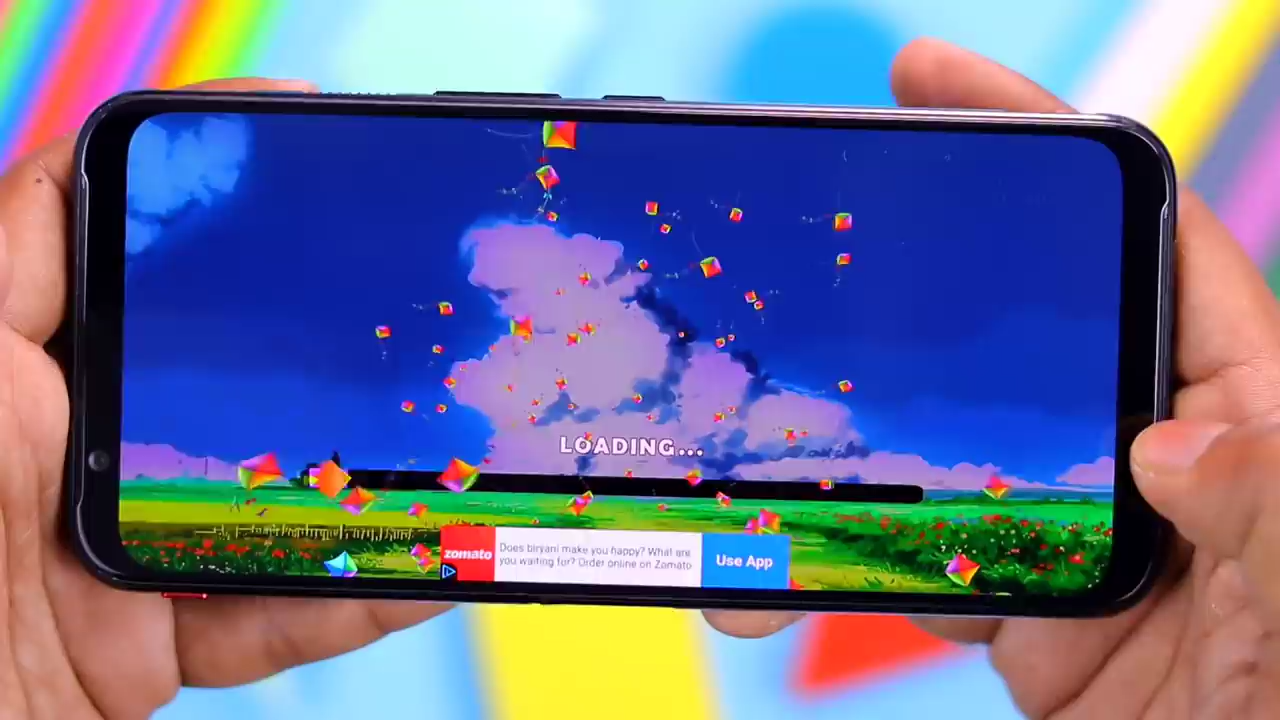 LOADING...
zomato
Does biryani make you happy? What are
you waiting for? Order online on Zomato
Use App